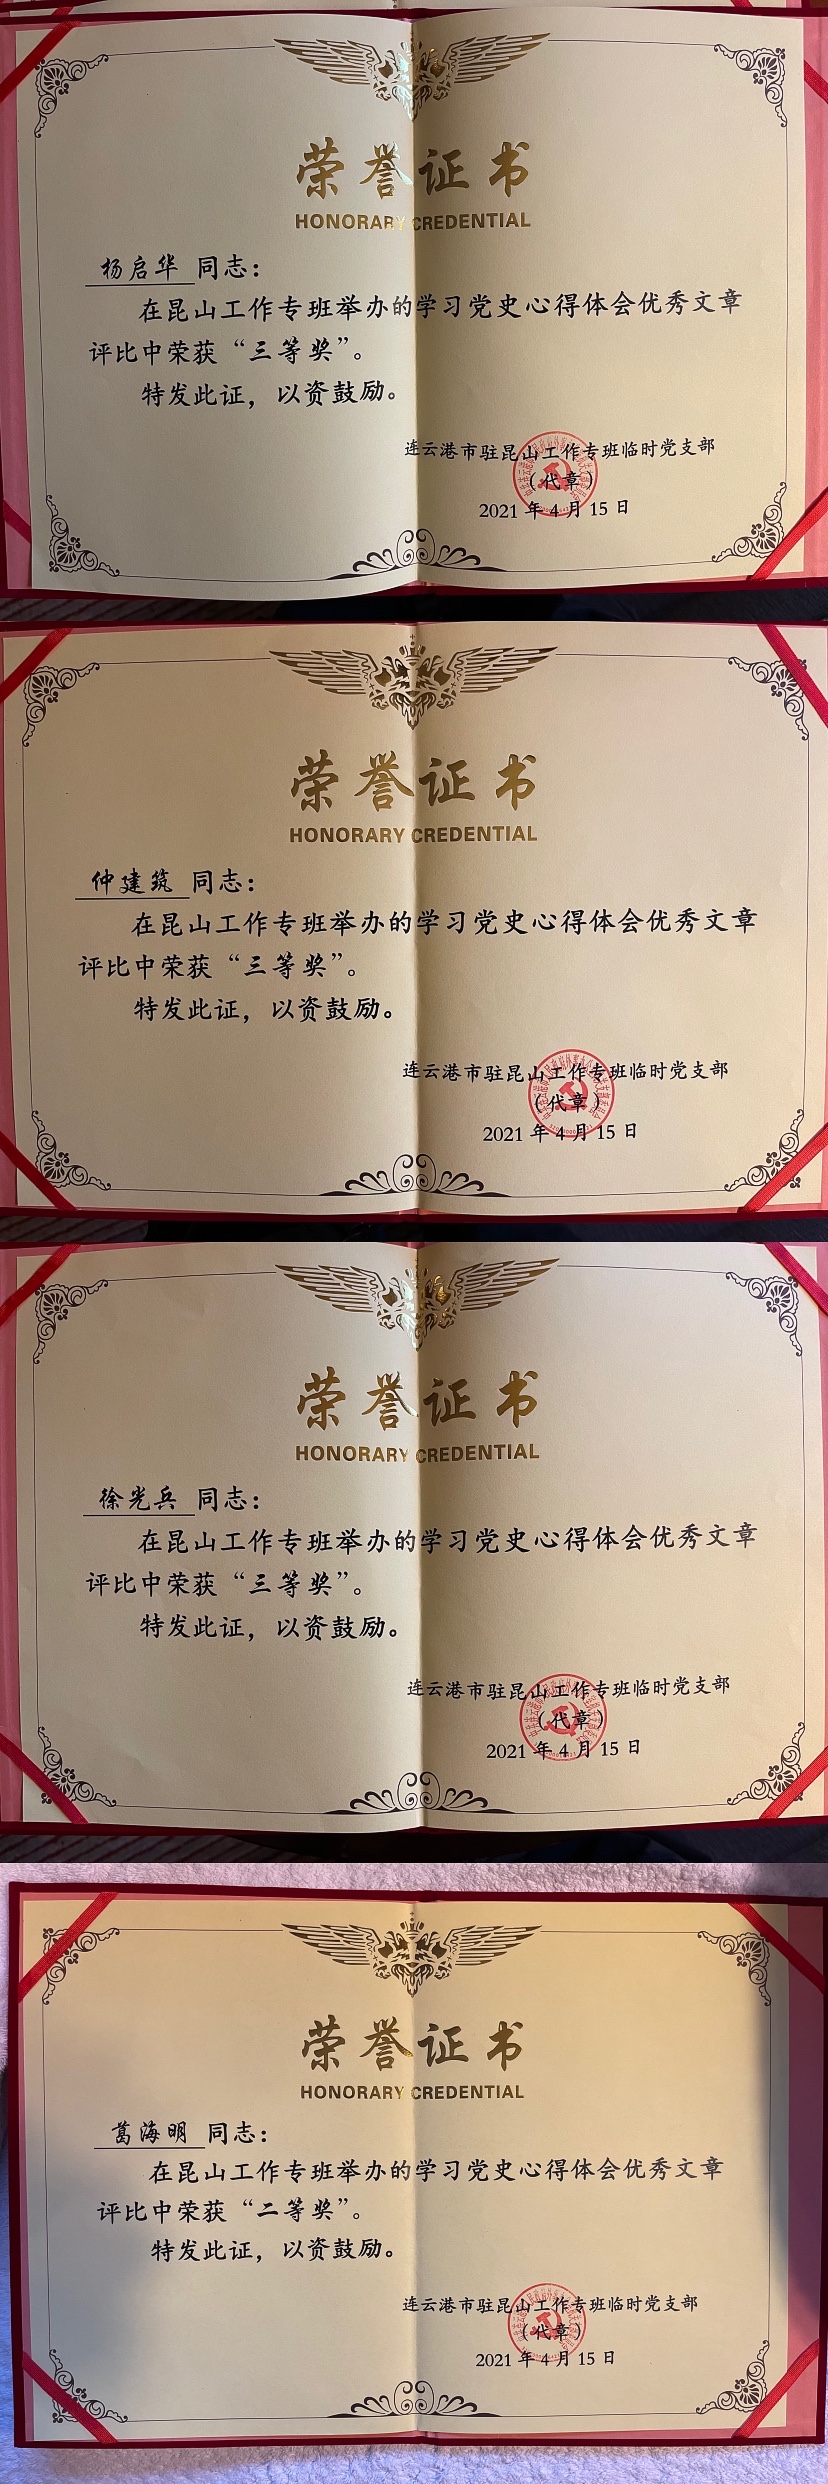 荣誉证书
HONORARY CREDENTIAL
杨启华 同志：
在昆山工作专班举办的学习党史心得体会优秀文章
评比中荣获“三等奖”。
特发此证，以资鼓励。
连云港市驻昆山工作专班临时党支部
（代章）
2021 年 4 月 15 日
荣誉证书
HONORARY CREDENTIAL
仲建筑 同志：
在昆山工作专班举办的学习党史心得体会优秀文章
评比中荣获“三等奖”。
特发此证，以资鼓励。
连云港市驻昆山工作专班临时党支部
（代章）
2021 年 4 月 15 日
荣誉证书
HONORARY CREDENTIAL
徐光兵 同志：
在昆山工作专班举办的学习党史心得体会优秀文章
评比中荣获“三等奖”。
特发此证，以资鼓励。
连云港市驻昆山工作专班临时党支部
（代章）
2021 年 4 月 15 日
荣誉证书
HONORARY CREDENTIAL
葛海明 同志：
在昆山工作专班举办的学习党史心得体会优秀文章
评比中荣获“二等奖”。
特发此证，以资鼓励。
连云港市驻昆山工作专班临时党支部
（代章）
2021 年 4 月 15 日